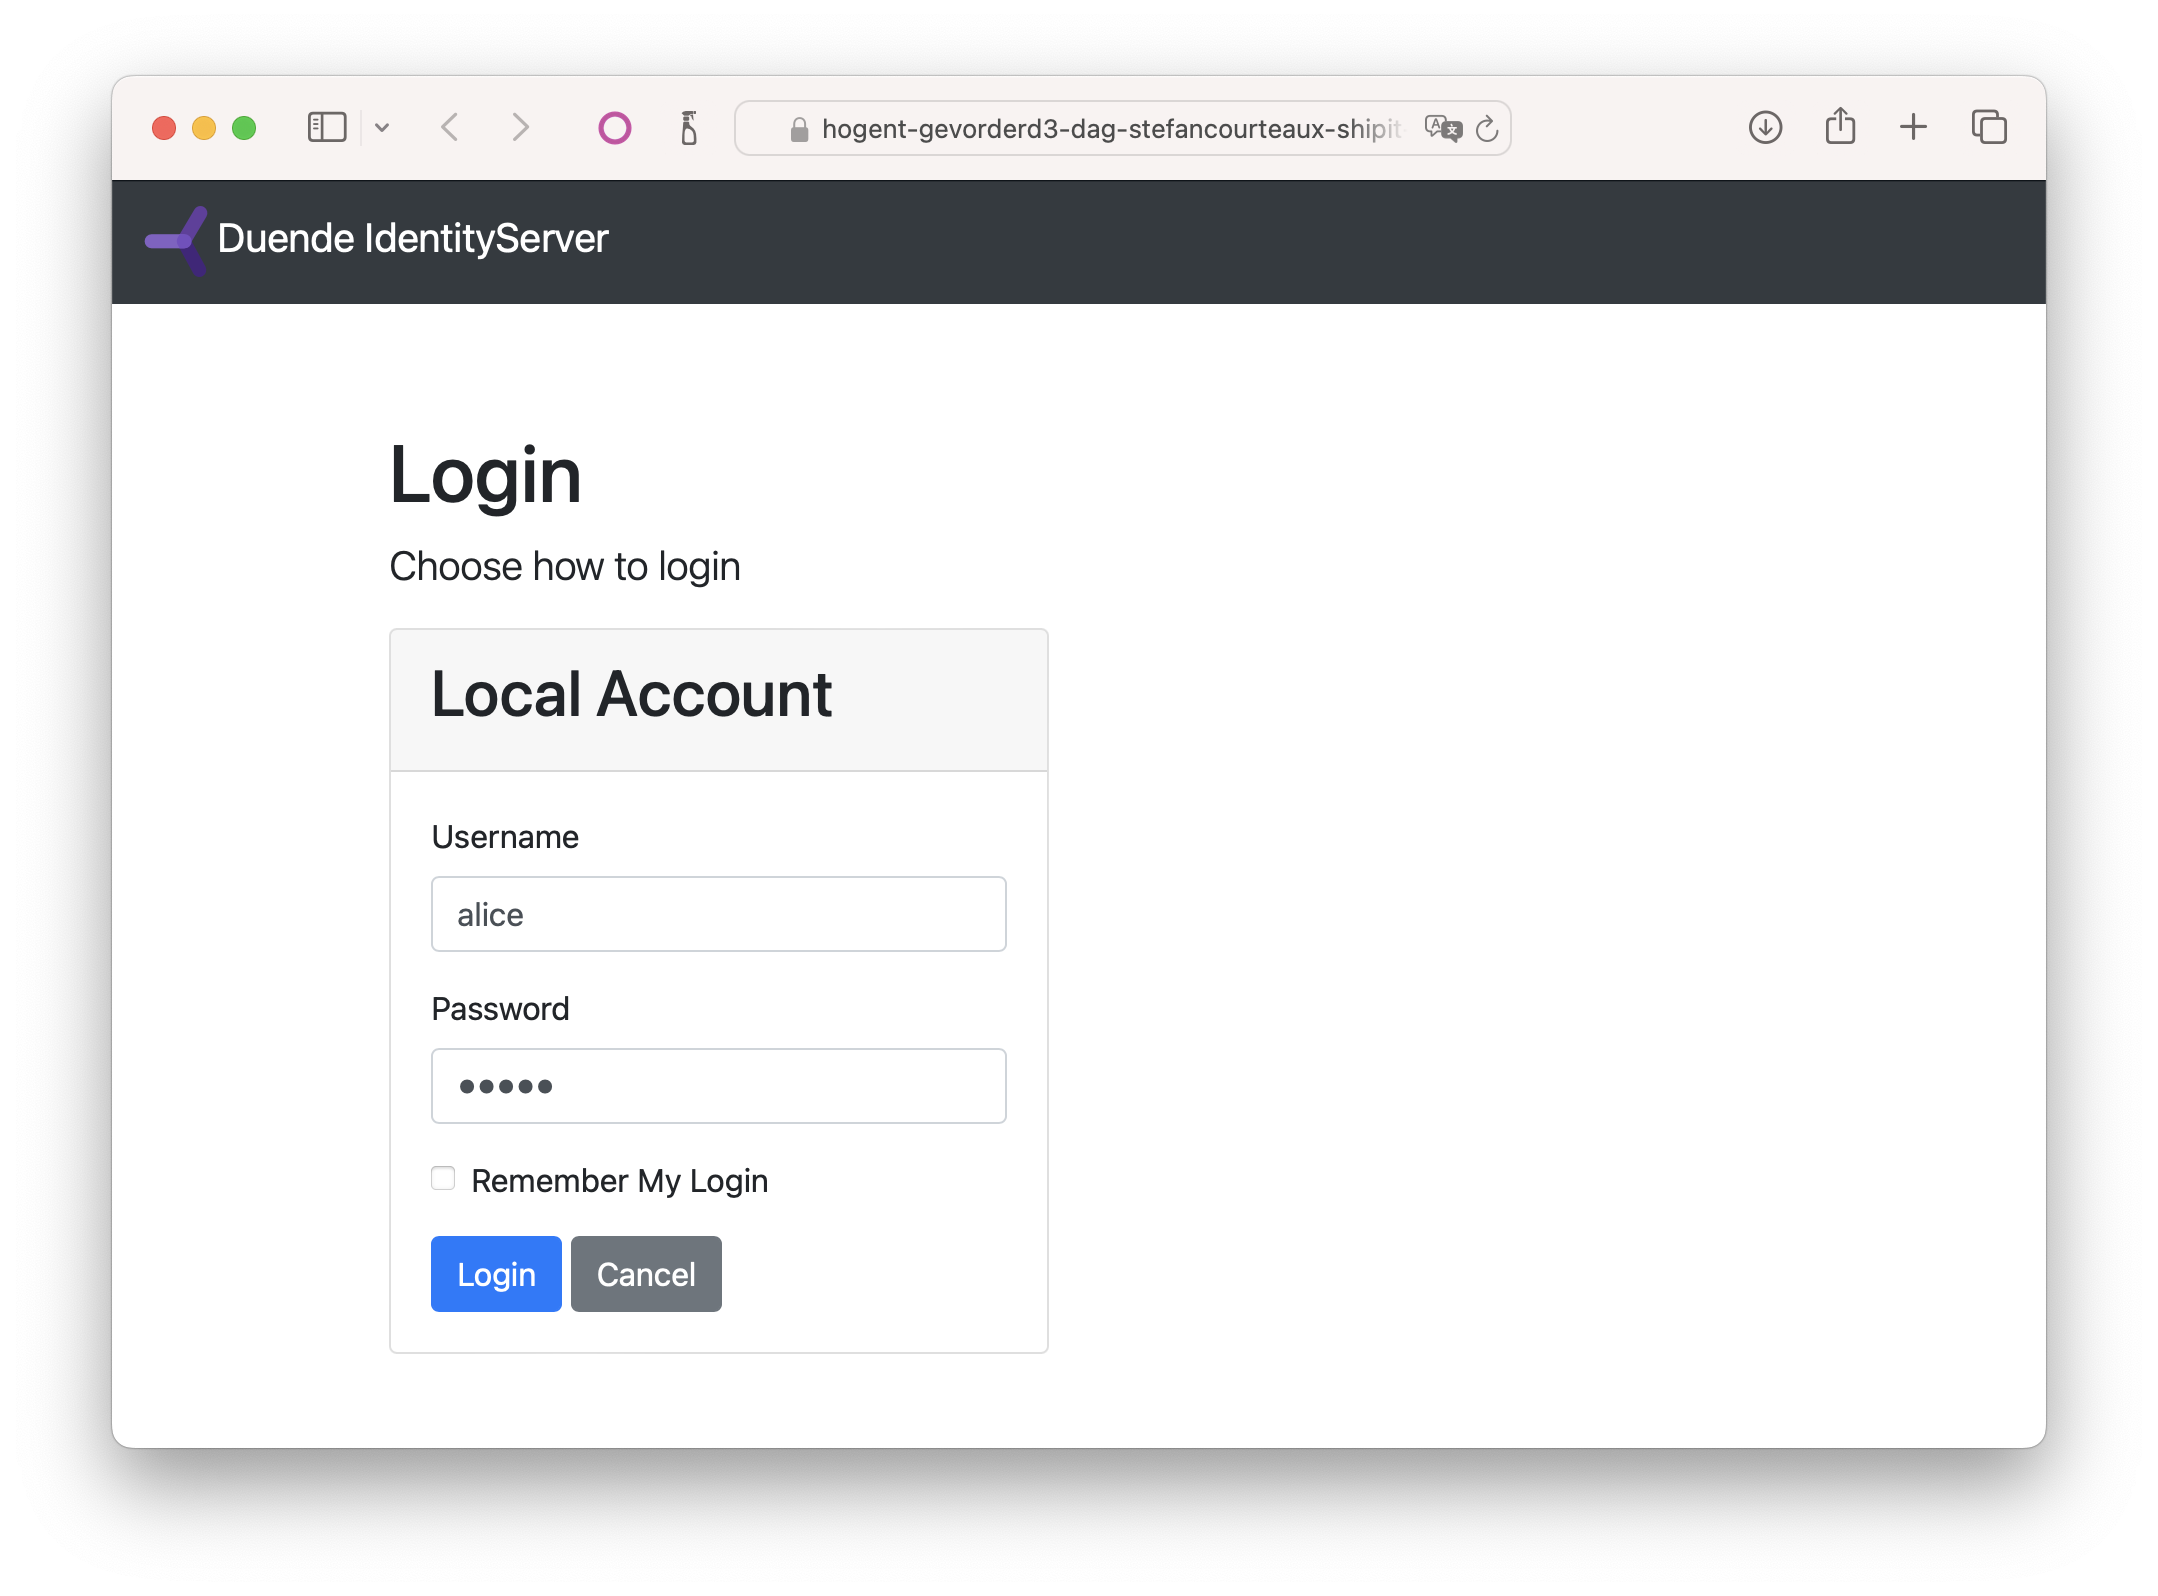 hogent-gevorderd3-dag-stefancourteaux-shipit
Duende IdentityServer
Login
Choose how to login
Local Account
Username
alice
Password
•••••
Remember My Login
Login Cancel